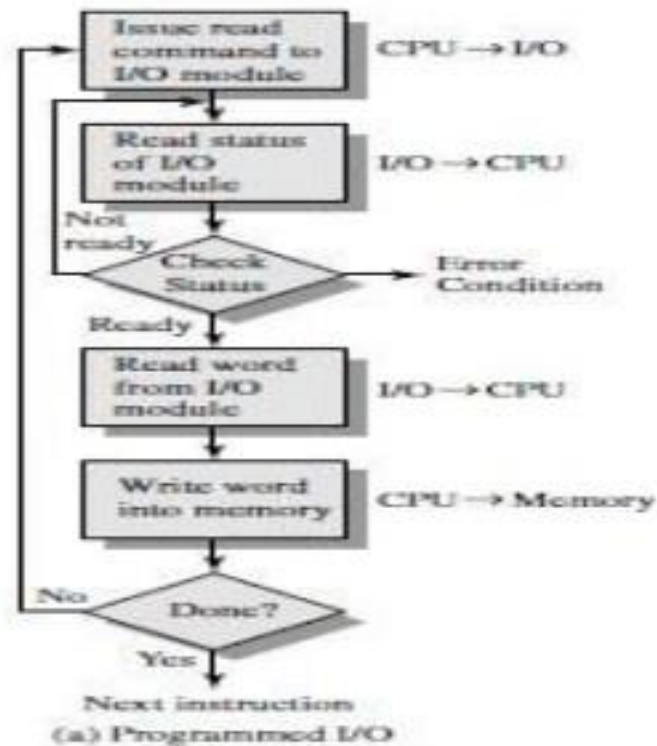 Issue read
command to
I/O module
CPU → I/O
Read status
of I/O
module
I/O → CPU
Not
ready
Check
Status
Error
Condition
Ready
Read word
from I/O
module
I/O → CPU
Write word
into memory
CPU → Memory
No
Done?
Yes
Next instruction
(a) Programmed I/O